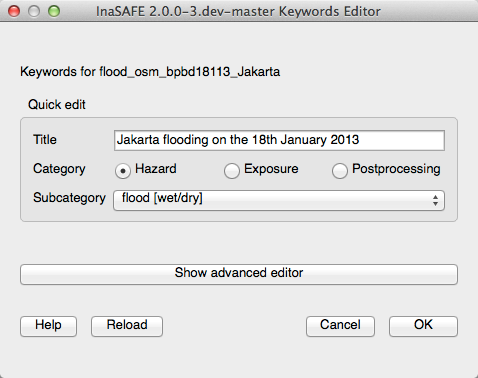 InaSAFE 2.0.0-3.dev-master Keywords Editor
Keywords for flood_osm_bpbd18113_Jakarta
Quick edit
Title Jakarta flooding on the 18th January 2013
Category Hazard Exposure Postprocessing
Subcategory flood [wet/dry]
Show advanced editor
Help Reload Cancel OK